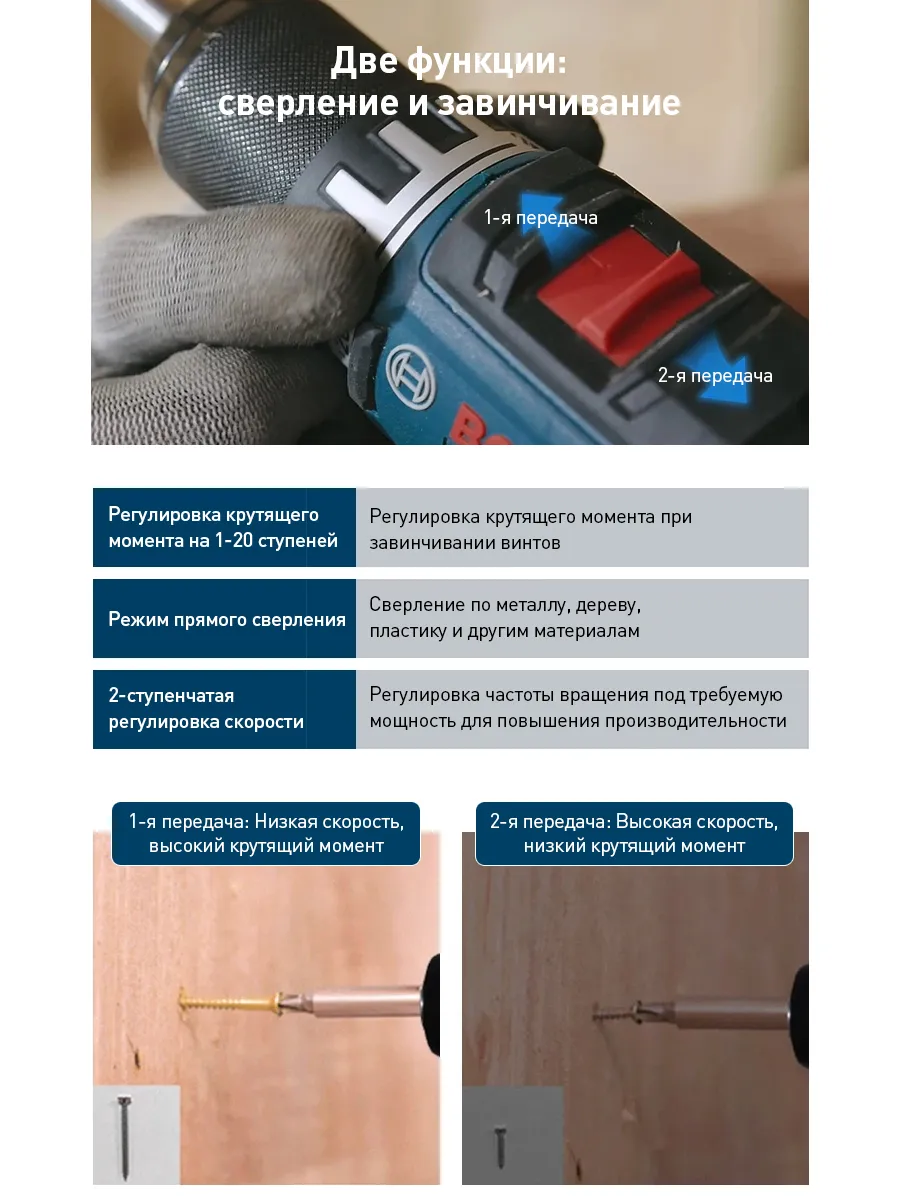 Две функции:
сверление и завинчивание
1-я передача
2-я передача
Регулировка крутящего
момента на 1-20 ступеней
Регулировка крутящего момента при
завинчивании винтов
Режим прямого сверления
Сверление по металлу, дереву,
пластику и другим материалам
2-ступенчатая
регулировка скорости
Регулировка частоты вращения под требуемую
мощность для повышения производительности
1-я передача: Низкая скорость,
высокий крутящий момент
2-я передача: Высокая скорость,
низкий крутящий момент